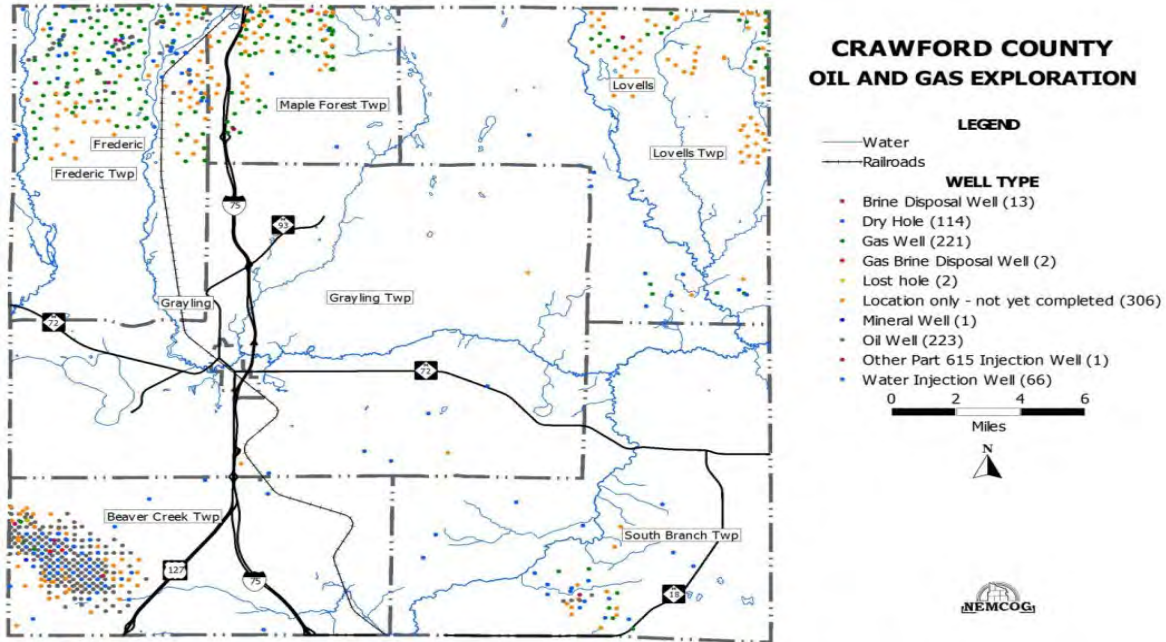 CRAWFORD COUNTY
OIL AND GAS EXPLORATION
LEGEND
Water
Railroads
WELL TYPE
Brine Disposal Well (13)
Dry Hole (114)
Gas Well (221)
Gas Brine Disposal Well (2)
Lost hole (2)
Location only - not yet completed (306)
Mineral Well (1)
Oil Well (223)
Other Part 615 Injection Well (1)
Water Injection Well (66)
0 2 4 6
Miles
N
NEMCOG
Maple Forest Twp
Lovells
Frederic
Lovells Twp
Frederic Twp
75
93
Grayling
Grayling Twp
72
72
Beaver Creek Twp
South Branch Twp
127
75
18